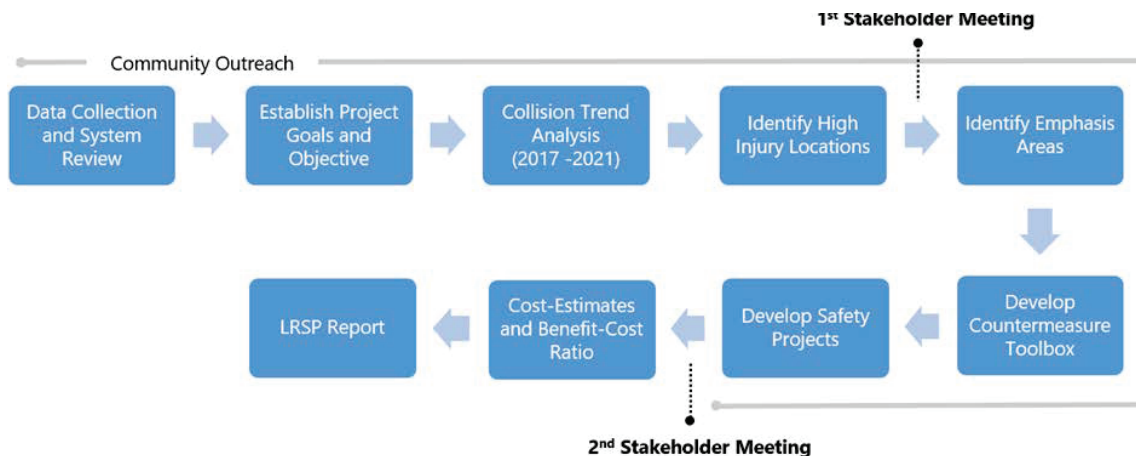 1st Stakeholder Meeting
Community Outreach
Data Collection
and System
Review
Establish Project
Goals and
Objective
Collision Trend
Analysis
(2017 -2021)
Identify High
Injury Locations
Identify Emphasis
Areas
Develop
Countermeasure
Toolbox
Develop Safety
Projects
Cost-Estimates
and Benefit-Cost
Ratio
LRSP Report
2nd Stakeholder Meeting